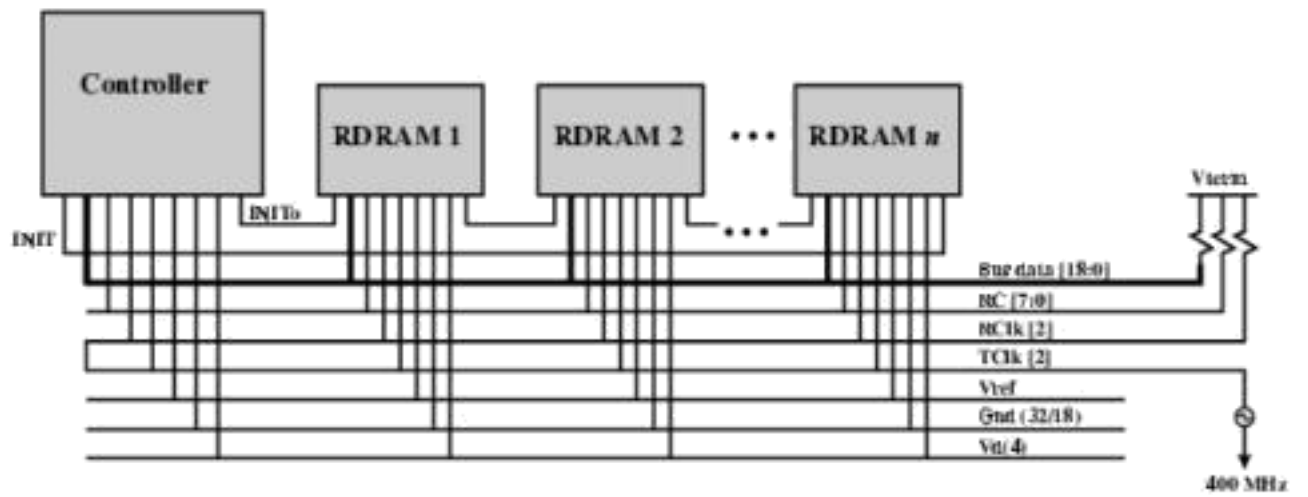 Controller
RDRAM 1
RDRAM 2
• • •
RDRAM n
Vterm
INITo
INIT
• • •
Bus data [18:0]
RC [7:0]
RClk [2]
TClk [2]
Vref
Gnd (32/18)
Vd(4)
400 MHz